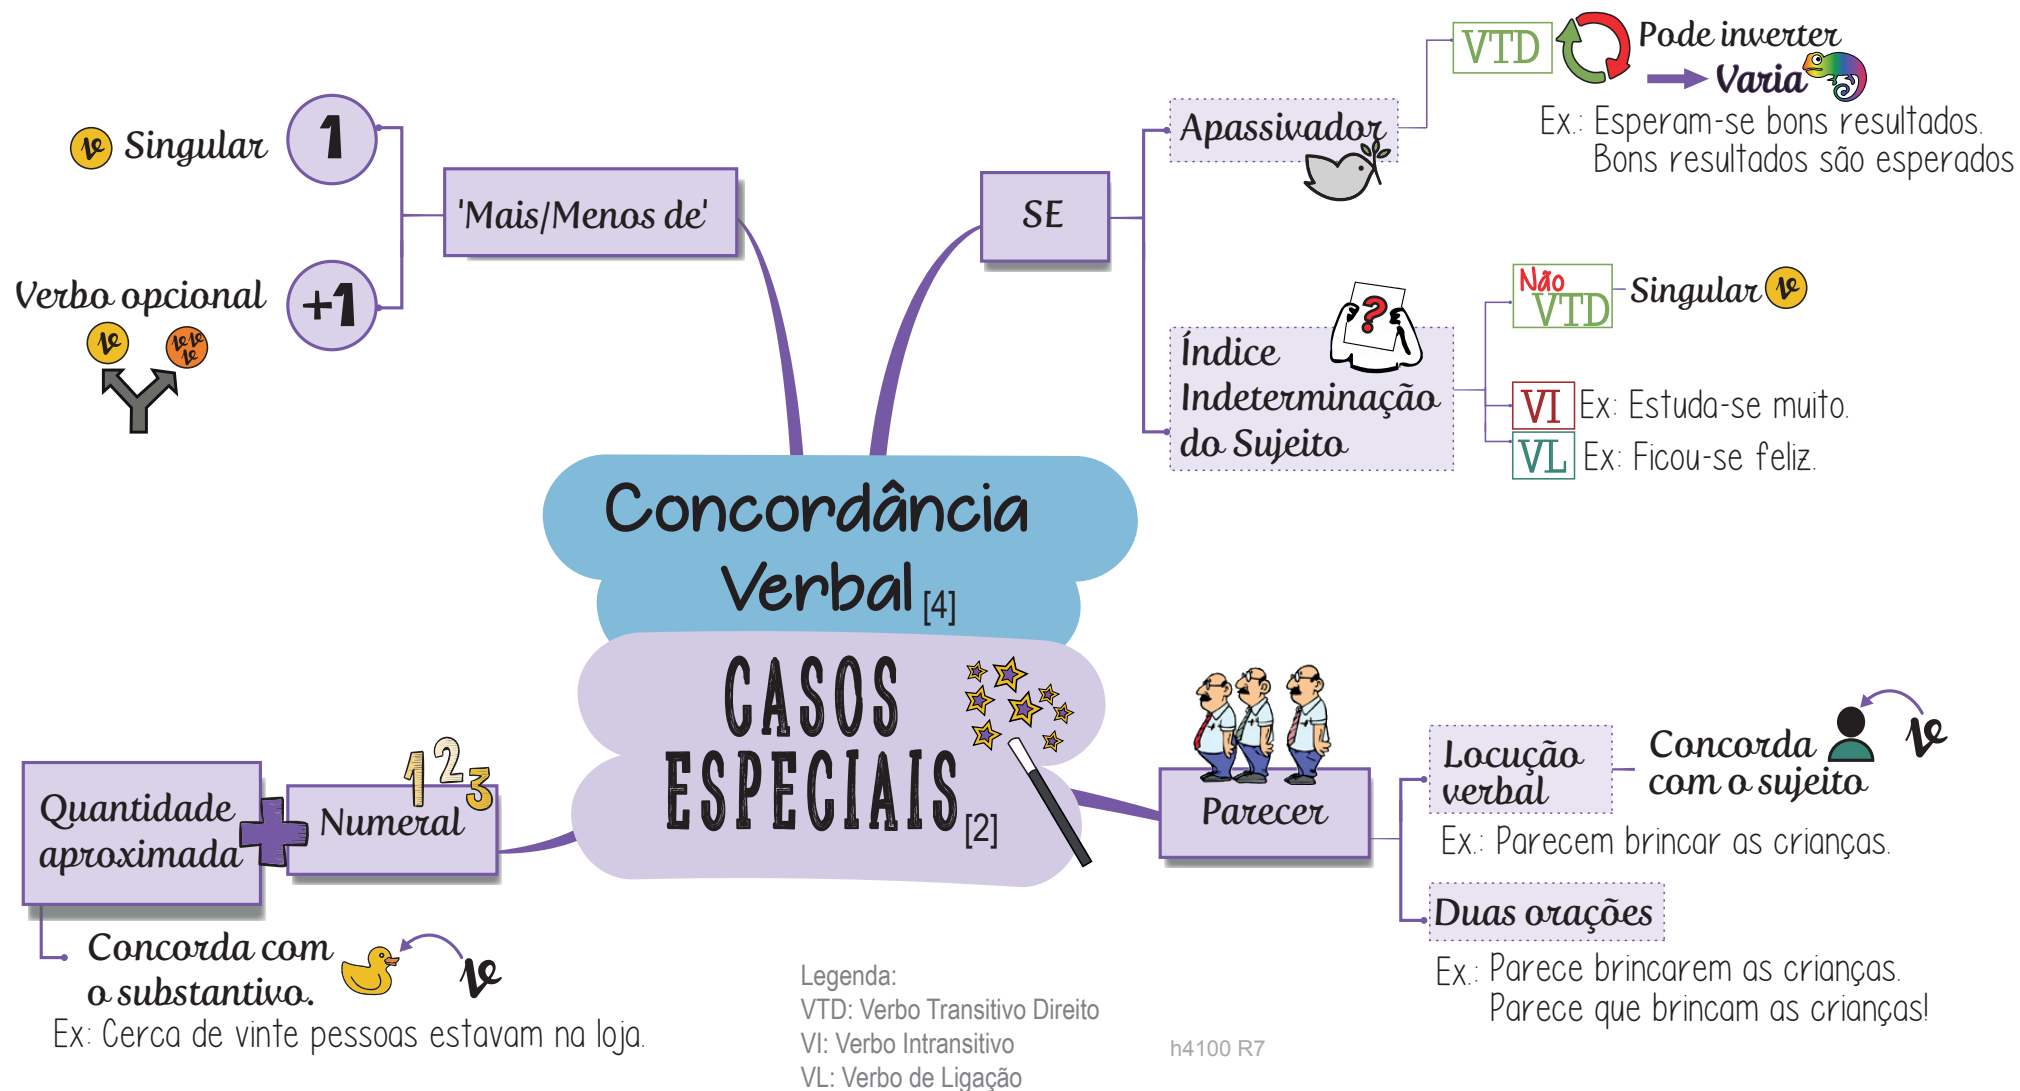 Concordância
Verbal [4]
CASOS
ESPECIAIS [2]
'Mais/Menos de'
1
v Singular
+1
Verbo opcional
v
v v v
SE
Apassivador
VTD
Pode inverter
Varia
Ex.: Esperam-se bons resultados.
Bons resultados são esperados
?
Índice
Indeterminação
do Sujeito
Não
VTD
Singular v
VI Ex: Estuda-se muito.
VL Ex: Ficou-se feliz.
Quantidade
aproximada
Numeral
123
Concorda com
o substantivo.
v
Ex: Cerca de vinte pessoas estavam na loja.
Parecer
Locução
verbal
Concorda
com o sujeito
v
Ex.: Parecem brincar as crianças.
Duas orações
Ex.: Parece brincarem as crianças.
Parece que brincam as crianças!
Legenda:
VTD: Verbo Transitivo Direito
VI: Verbo Intransitivo
VL: Verbo de Ligação
h4100 R7